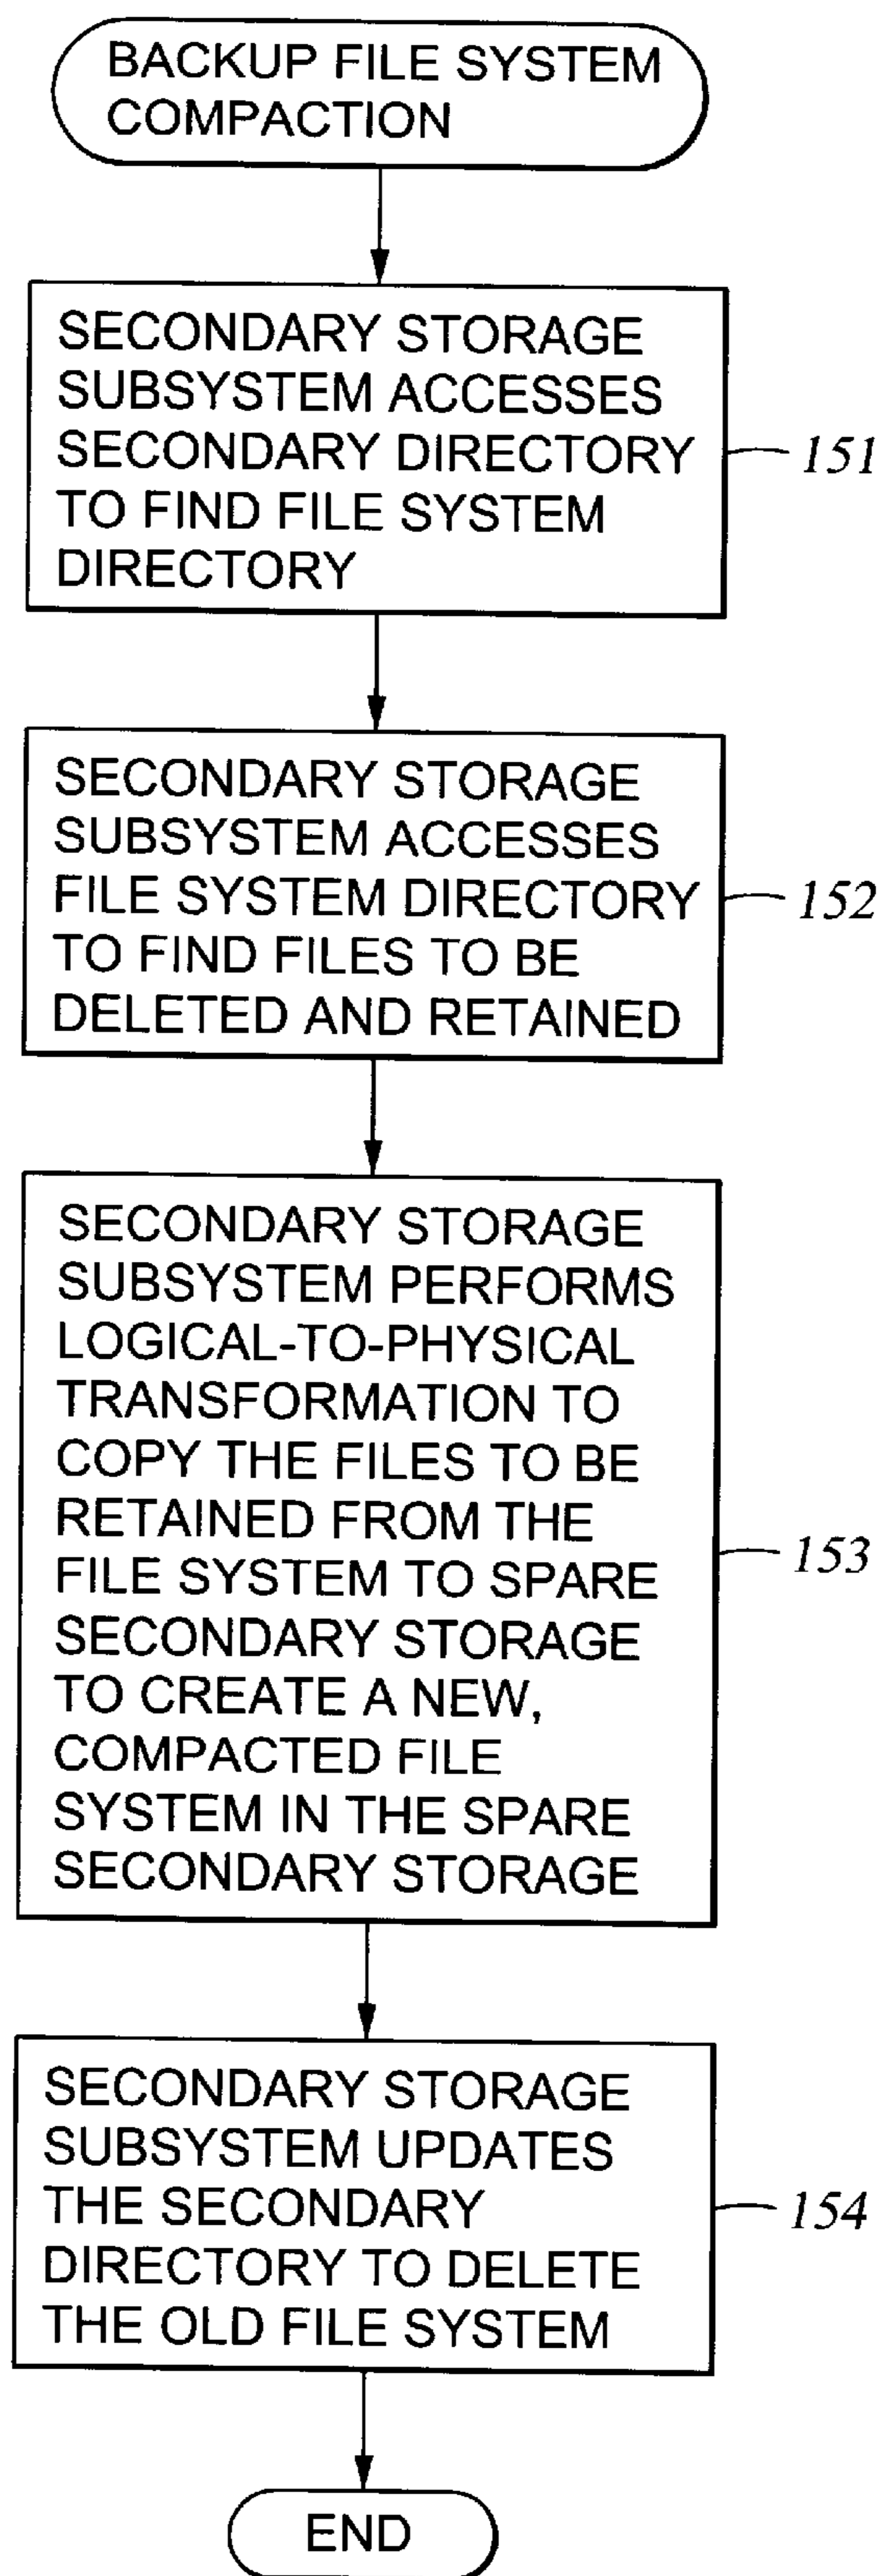 BACKUP FILE SYSTEM
COMPACTION
SECONDARY STORAGE
SUBSYSTEM ACCESSES
SECONDARY DIRECTORY
TO FIND FILE SYSTEM
DIRECTORY
151
SECONDARY STORAGE
SUBSYSTEM ACCESSES
FILE SYSTEM DIRECTORY
TO FIND FILES TO BE
DELETED AND RETAINED
152
SECONDARY STORAGE
SUBSYSTEM PERFORMS
LOGICAL-TO-PHYSICAL
TRANSFORMATION TO
COPY THE FILES TO BE
RETAINED FROM THE
FILE SYSTEM TO SPARE
SECONDARY STORAGE
TO CREATE A NEW,
COMPACTED FILE
SYSTEM IN THE SPARE
SECONDARY STORAGE
153
SECONDARY STORAGE
SUBSYSTEM UPDATES
THE SECONDARY
DIRECTORY TO DELETE
THE OLD FILE SYSTEM
154
END